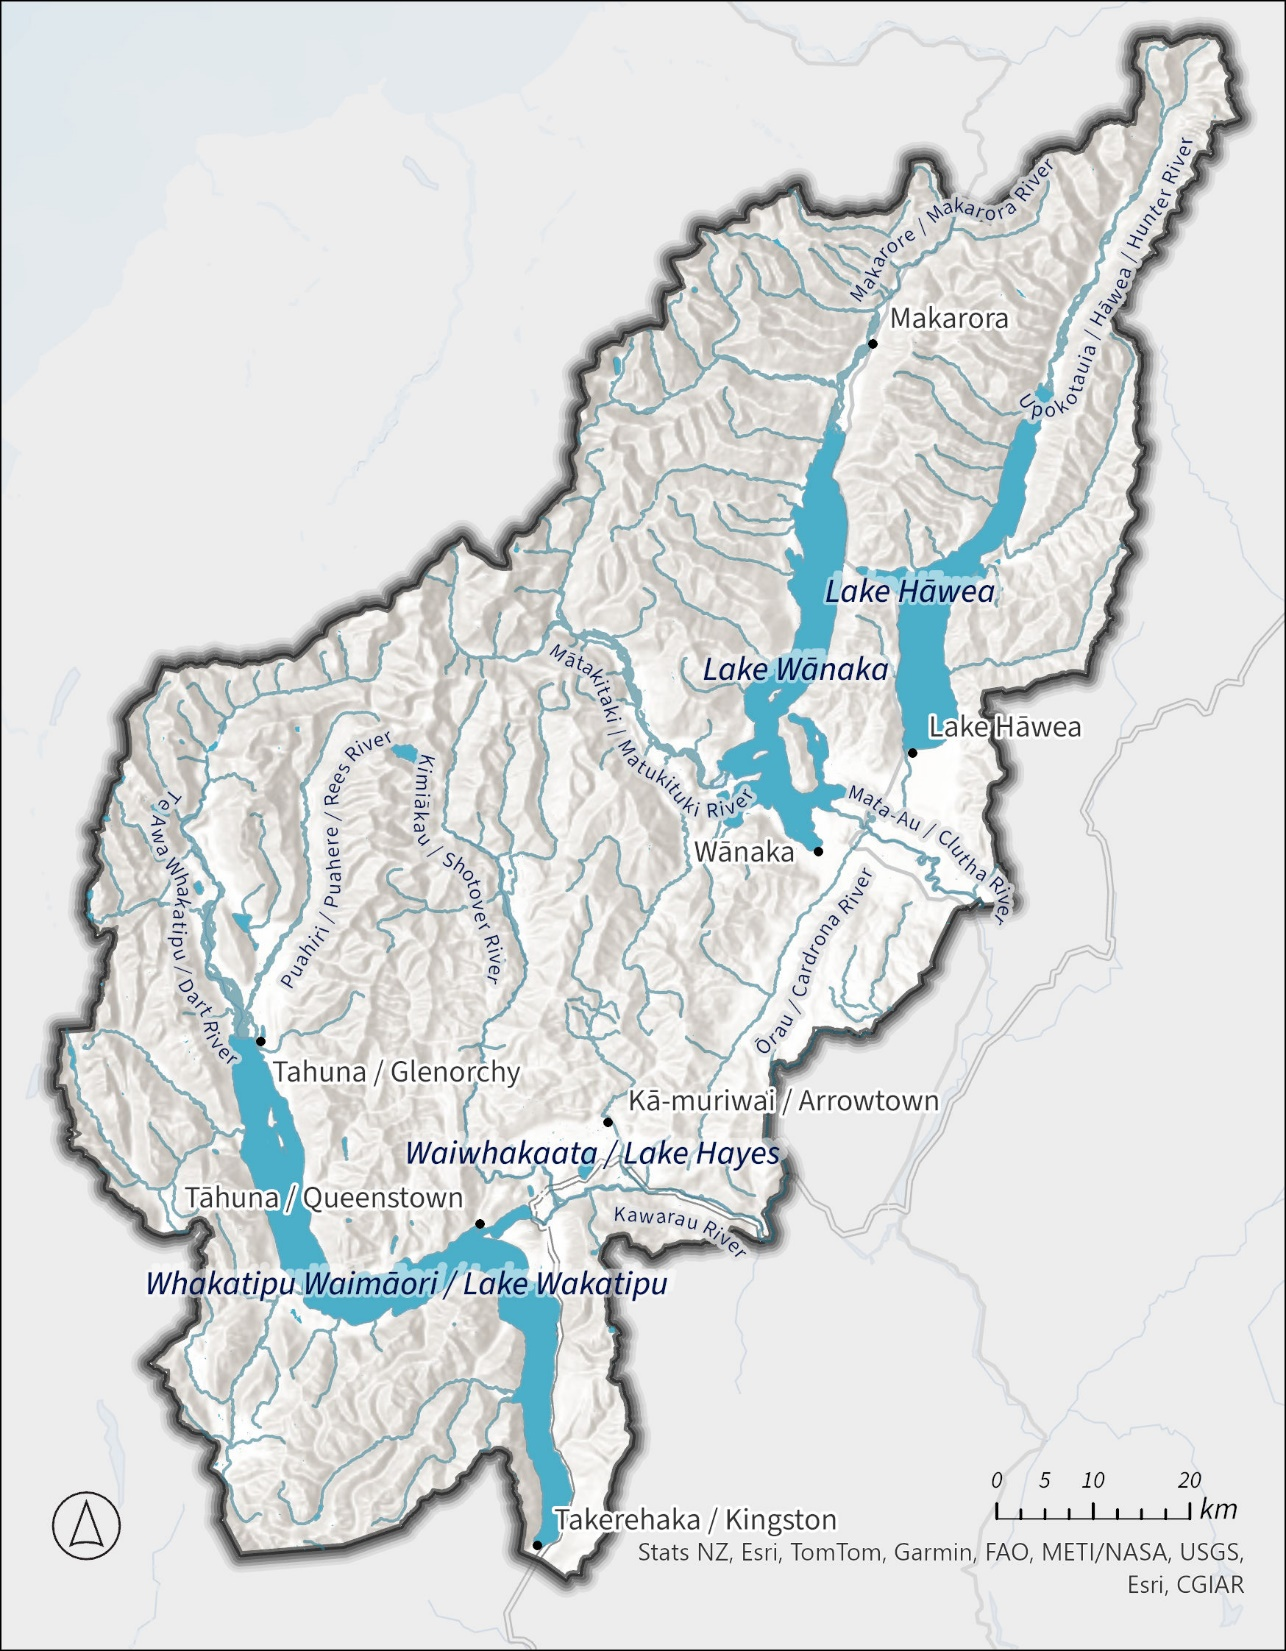 Makarore / Makarora River
Upokotauia / Hāwea / Hunter River
Makarora
Lake Hāwea
Mātakitaki / Matukituki River
Lake Wānaka
Lake Hāwea
Puahiri / Puahere / Rees River
Kimiākau / Shotover River
Te Awa Whakatipu / Dart River
Mata-Au / Clutha River
Wānaka
Ōrau / Cardrona River
Tahuna / Glenorchy
Kā-muriwai / Arrowtown
Waiwhakaata / Lake Hayes
Tāhuna / Queenstown
Kawarau River
Whakatipu Waimāori / Lake Wakatipu
0 5 10 20
km
Takerehaka / Kingston
Stats NZ, Esri, TomTom, Garmin, FAO, METI/NASA, USGS,
Esri, CGIAR